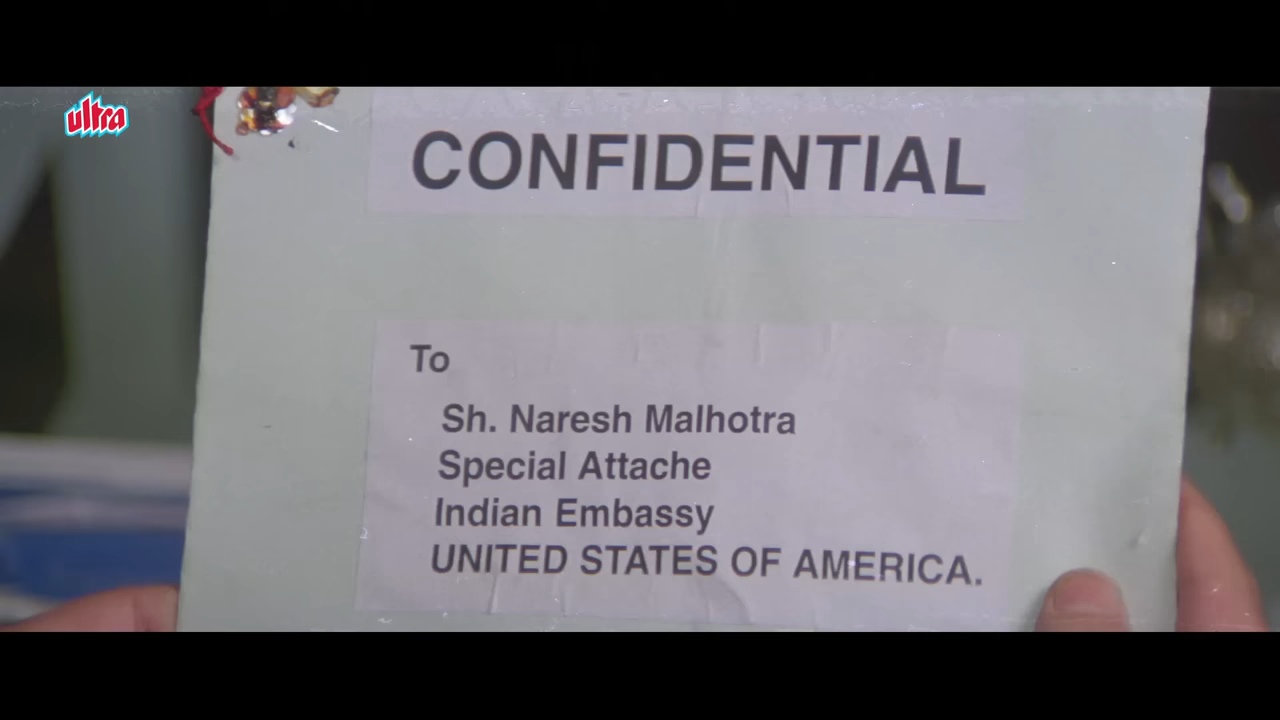 ultra
CONFIDENTIAL
To
Sh. Naresh Malhotra
Special Attache
Indian Embassy
UNITED STATES OF AMERICA.